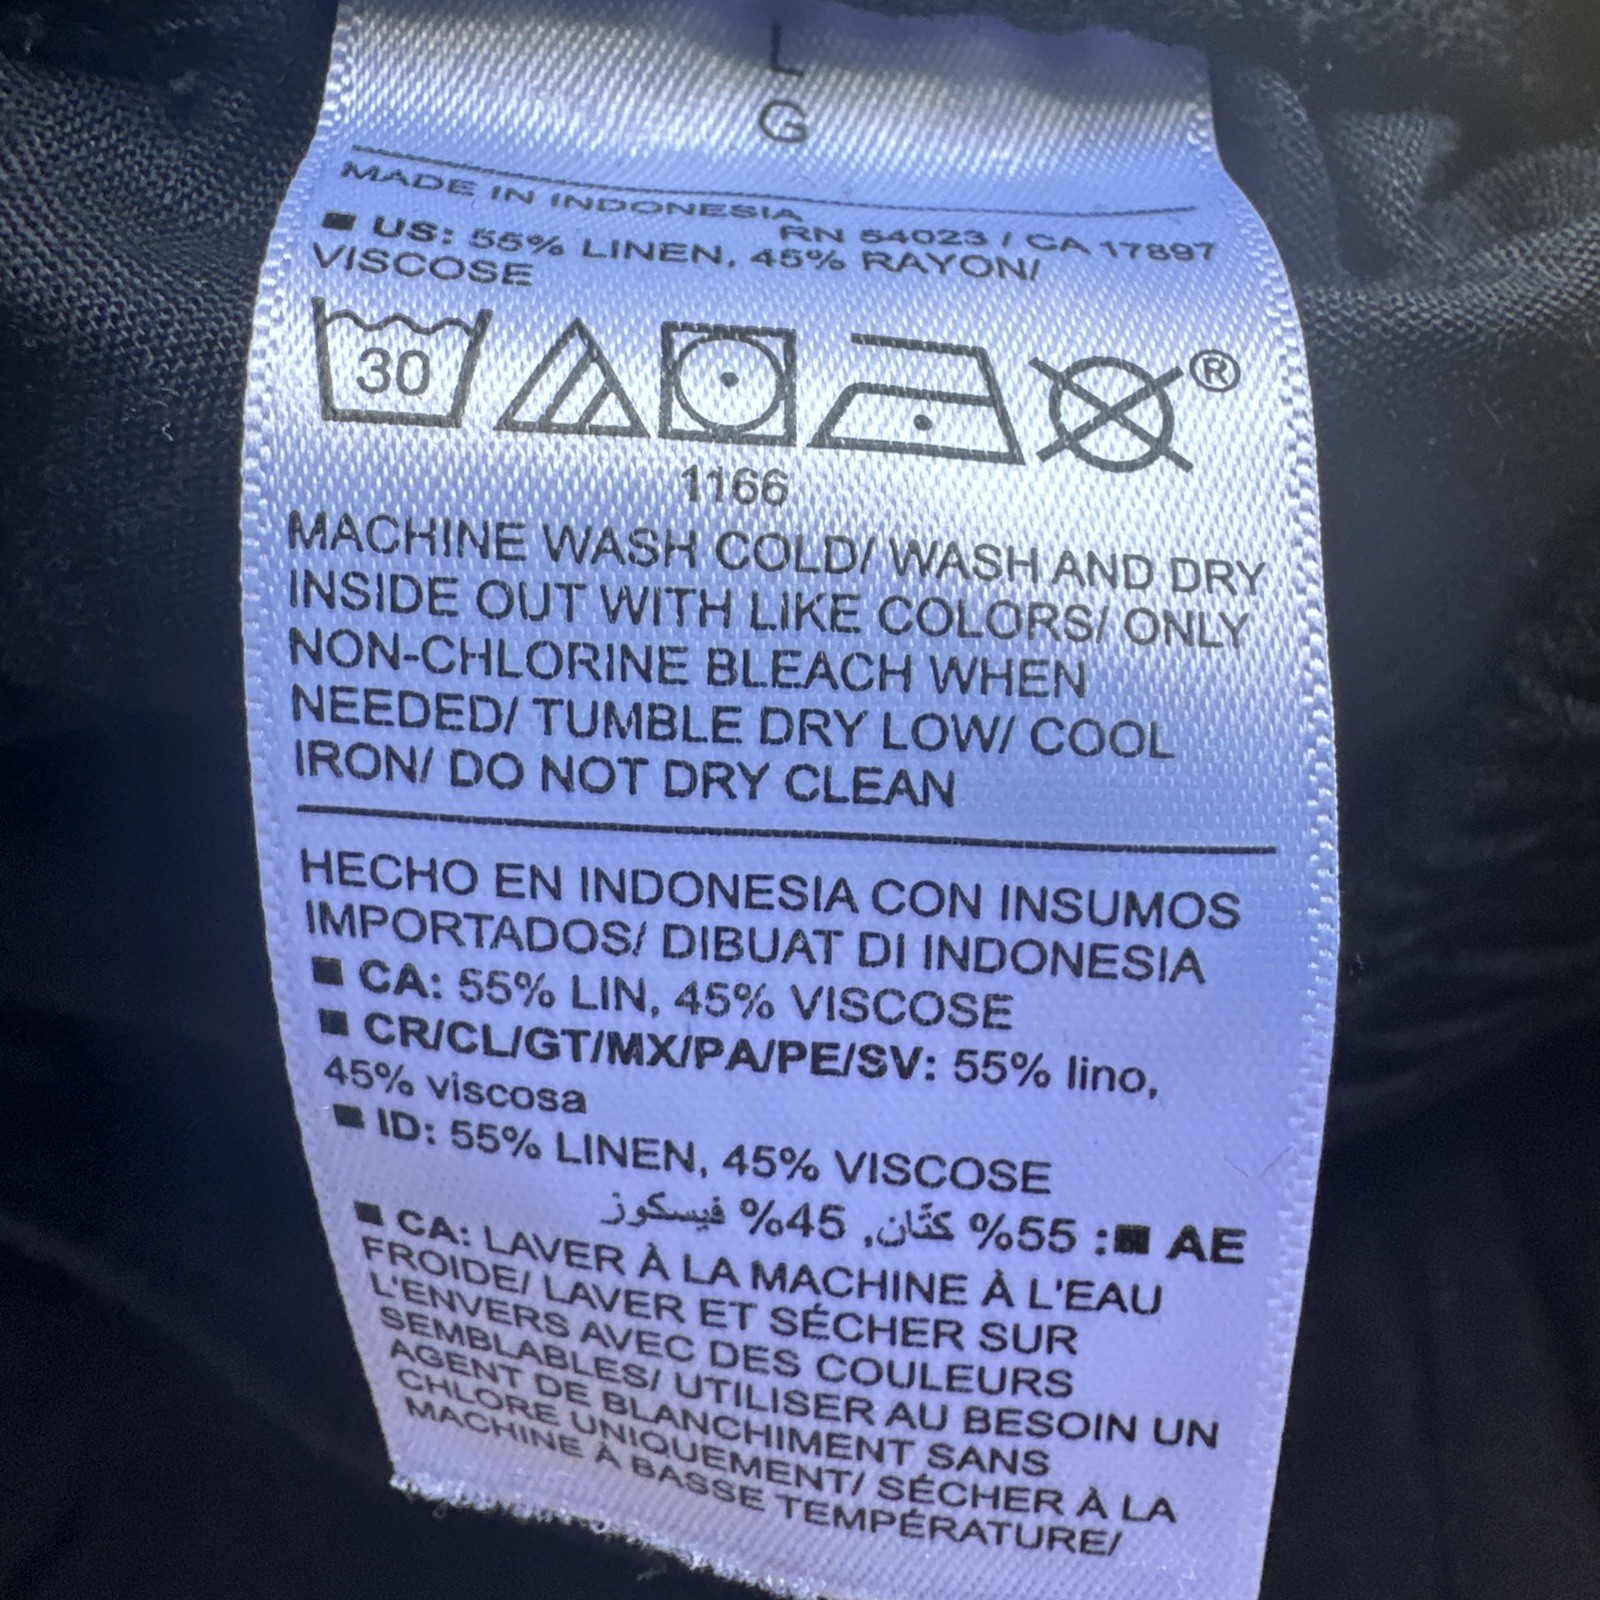 L
G
MADE IN INDONESIA
RN 54023 / CA 17897
■ US: 55% LINEN, 45% RAYON/
VISCOSE
30
®
1166
MACHINE WASH COLD/ WASH AND DRY
INSIDE OUT WITH LIKE COLORS/ ONLY
NON-CHLORINE BLEACH WHEN
NEEDED/ TUMBLE DRY LOW/ COOL
IRON/ DO NOT DRY CLEAN
HECHO EN INDONESIA CON INSUMOS
IMPORTADOS/ DIBUAT DI INDONESIA
■ CA: 55% LIN, 45% VISCOSE
■ CR/CL/GT/MX/PA/PE/SV: 55% lino,
45% viscosa
■ ID: 55% LINEN, 45% VISCOSE
AE ■: 55% كتّان, 45% فيسكوز
■ CA: LAVER À LA MACHINE À L'EAU
FROIDE/ LAVER ET SÉCHER SUR
L'ENVERS AVEC DES COULEURS
SEMBLABLES/ UTILISER AU BESOIN UN
AGENT DE BLANCHIMENT SANS
CHLORE UNIQUEMENT/ SÉCHER À LA
MACHINE À BASSE TEMPÉRATURE/